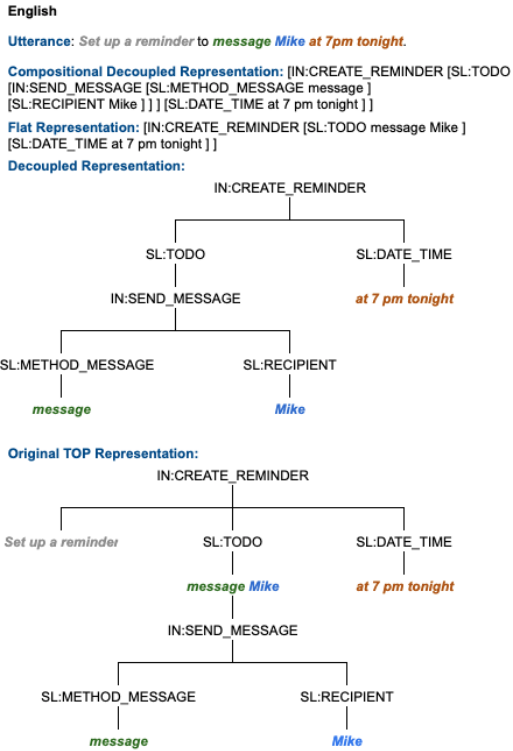 English
Utterance: Set up a reminder to message Mike at 7pm tonight.
Compositional Decoupled Representation: [IN:CREATE_REMINDER [SL:TODO
[IN:SEND_MESSAGE [SL:METHOD_MESSAGE message ]
[SL:RECIPIENT Mike ] ] ] [SL:DATE_TIME at 7 pm tonight ] ]
Flat Representation: [IN:CREATE_REMINDER [SL:TODO message Mike ]
[SL:DATE_TIME at 7 pm tonight ] ]
Decoupled Representation:
IN:CREATE_REMINDER
SL:TODO SL:DATE_TIME
IN:SEND_MESSAGE at 7 pm tonight
SL:METHOD_MESSAGE SL:RECIPIENT
message Mike
Original TOP Representation:
IN:CREATE_REMINDER
Set up a reminder SL:TODO SL:DATE_TIME
message Mike at 7 pm tonight
IN:SEND_MESSAGE
SL:METHOD_MESSAGE SL:RECIPIENT
message Mike